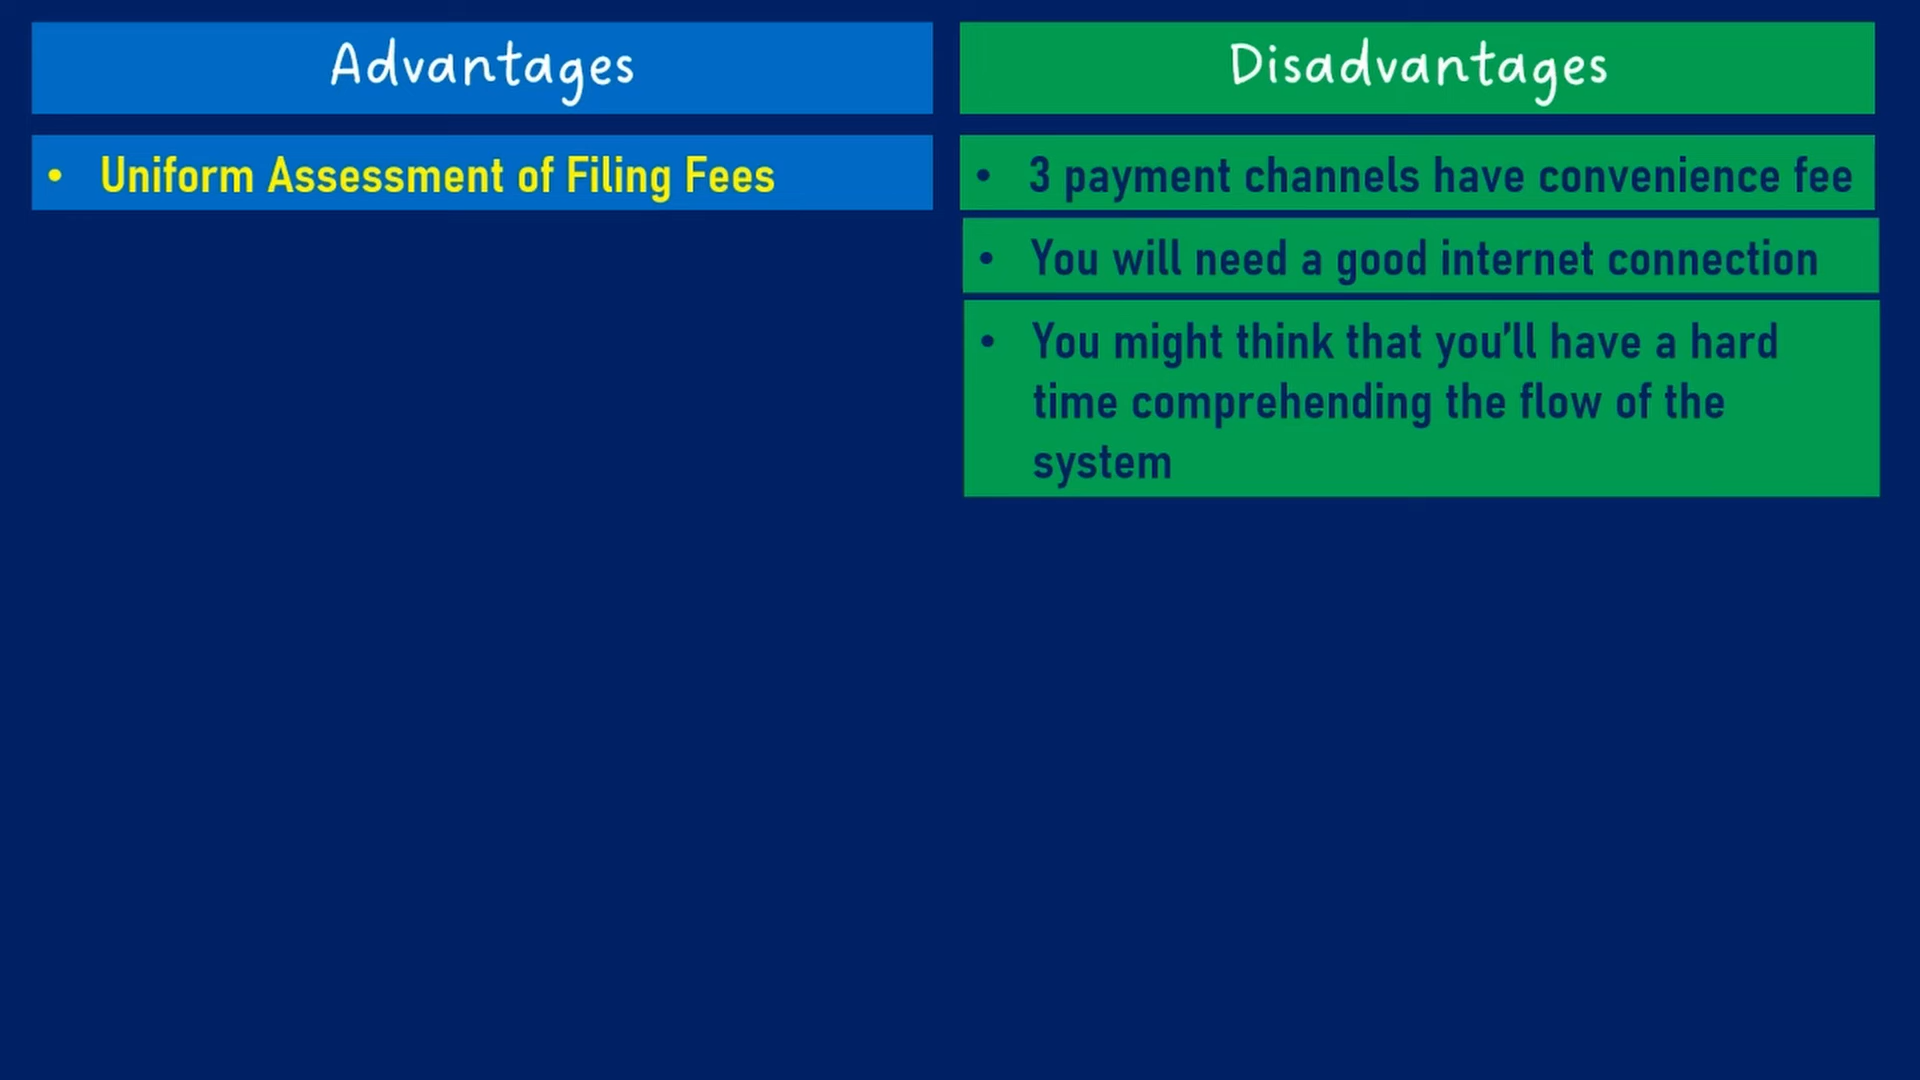 Advantages
• Uniform Assessment of Filing Fees
Disadvantages
• 3 payment channels have convenience fee
• You will need a good internet connection
• You might think that you’ll have a hard
time comprehending the flow of the
system